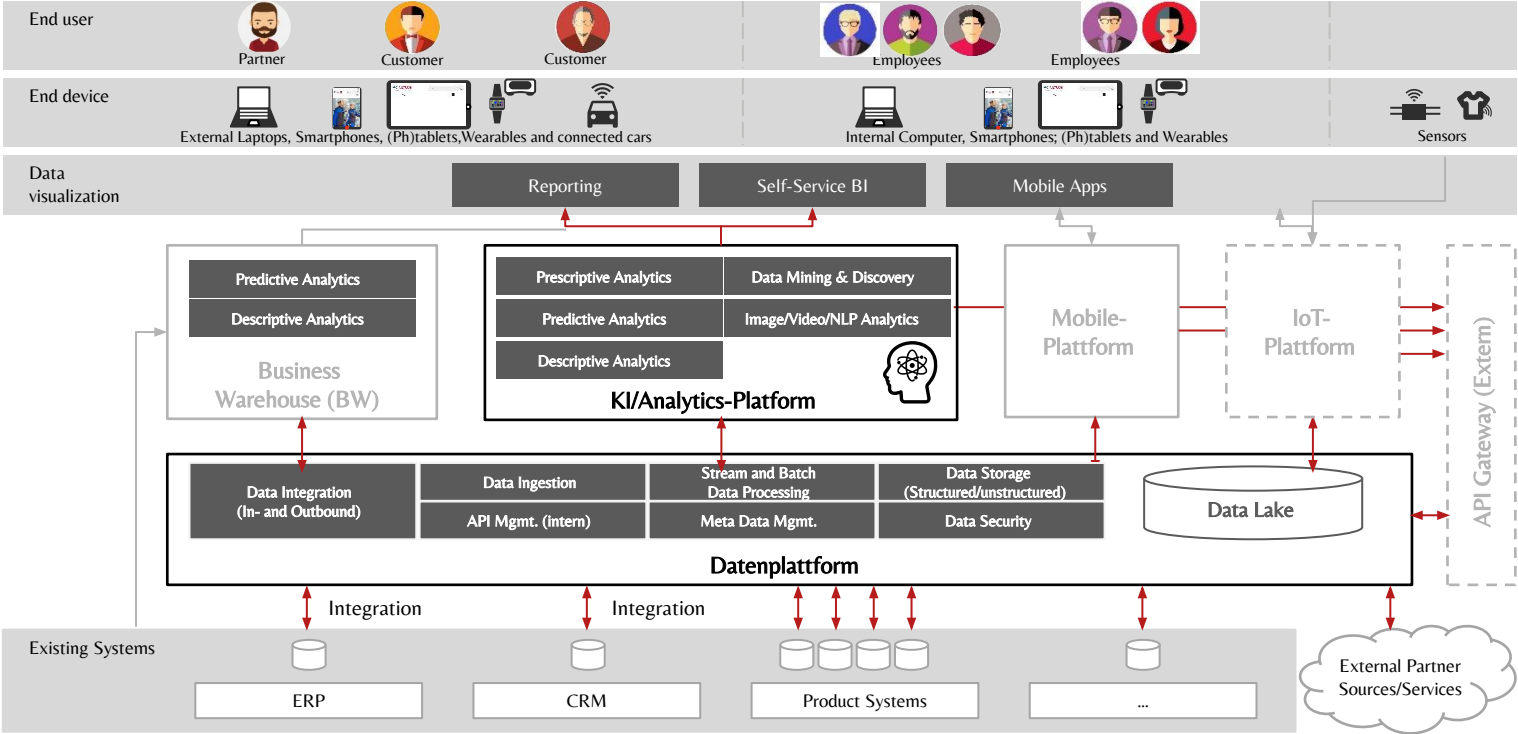 End user
Partner
Customer
Customer
Employees
Employees
End device
External Laptops, Smartphones, (Ph)tablets,Wearables and connected cars
Internal Computer, Smartphones; (Ph)tablets and Wearables
Sensors
Data
visualization
Reporting
Self-Service BI
Mobile Apps
Predictive Analytics
Descriptive Analytics
Business
Warehouse (BW)
Prescriptive Analytics
Data Mining & Discovery
Predictive Analytics
Image/Video/NLP Analytics
Descriptive Analytics
KI/Analytics-Platform
Mobile-
Plattform
IoT-
Plattform
API Gateway (Extern)
Data Integration
(In- and Outbound)
Data Ingestion
API Mgmt. (intern)
Stream and Batch
Data Processing
Meta Data Mgmt.
Data Storage
(Structured/unstructured)
Data Security
Data Lake
Datenplattform
Integration
Integration
Existing Systems
ERP
CRM
Product Systems
...
External Partner
Sources/Services